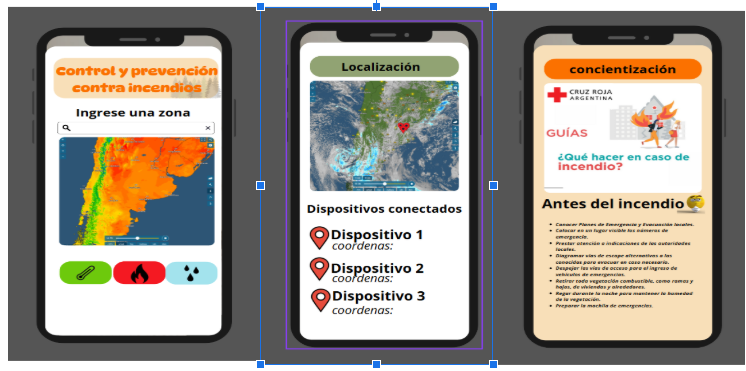 Control y prevención
contra incendios
Ingrese una zona
Localización
Dispositivos conectados
Dispositivo 1
coordenas:
Dispositivo 2
coordenas:
Dispositivo 3
coordenas:
concientización
CRUZ ROJA
ARGENTINA
GUÍAS
¿Qué hacer en caso de
incendio?
Antes del incendio
Conocer Planes de Emergencia y Evacuación locales.
Colocar en un lugar visible los números de
emergencia.
Prestar atención a indicaciones de las autoridades
locales.
Diagramar vías de escape alternativas a las
conocidas para evacuar en caso necesario.
Despejar las vías de acceso para el ingreso de
vehículos de emergencias.
Retirar toda vegetación combustible, como ramas y
hojas, de viviendas y alrededores.
Regar durante la noche para mantener la humedad
de la vegetación.
Preparar la mochila de emergencias.